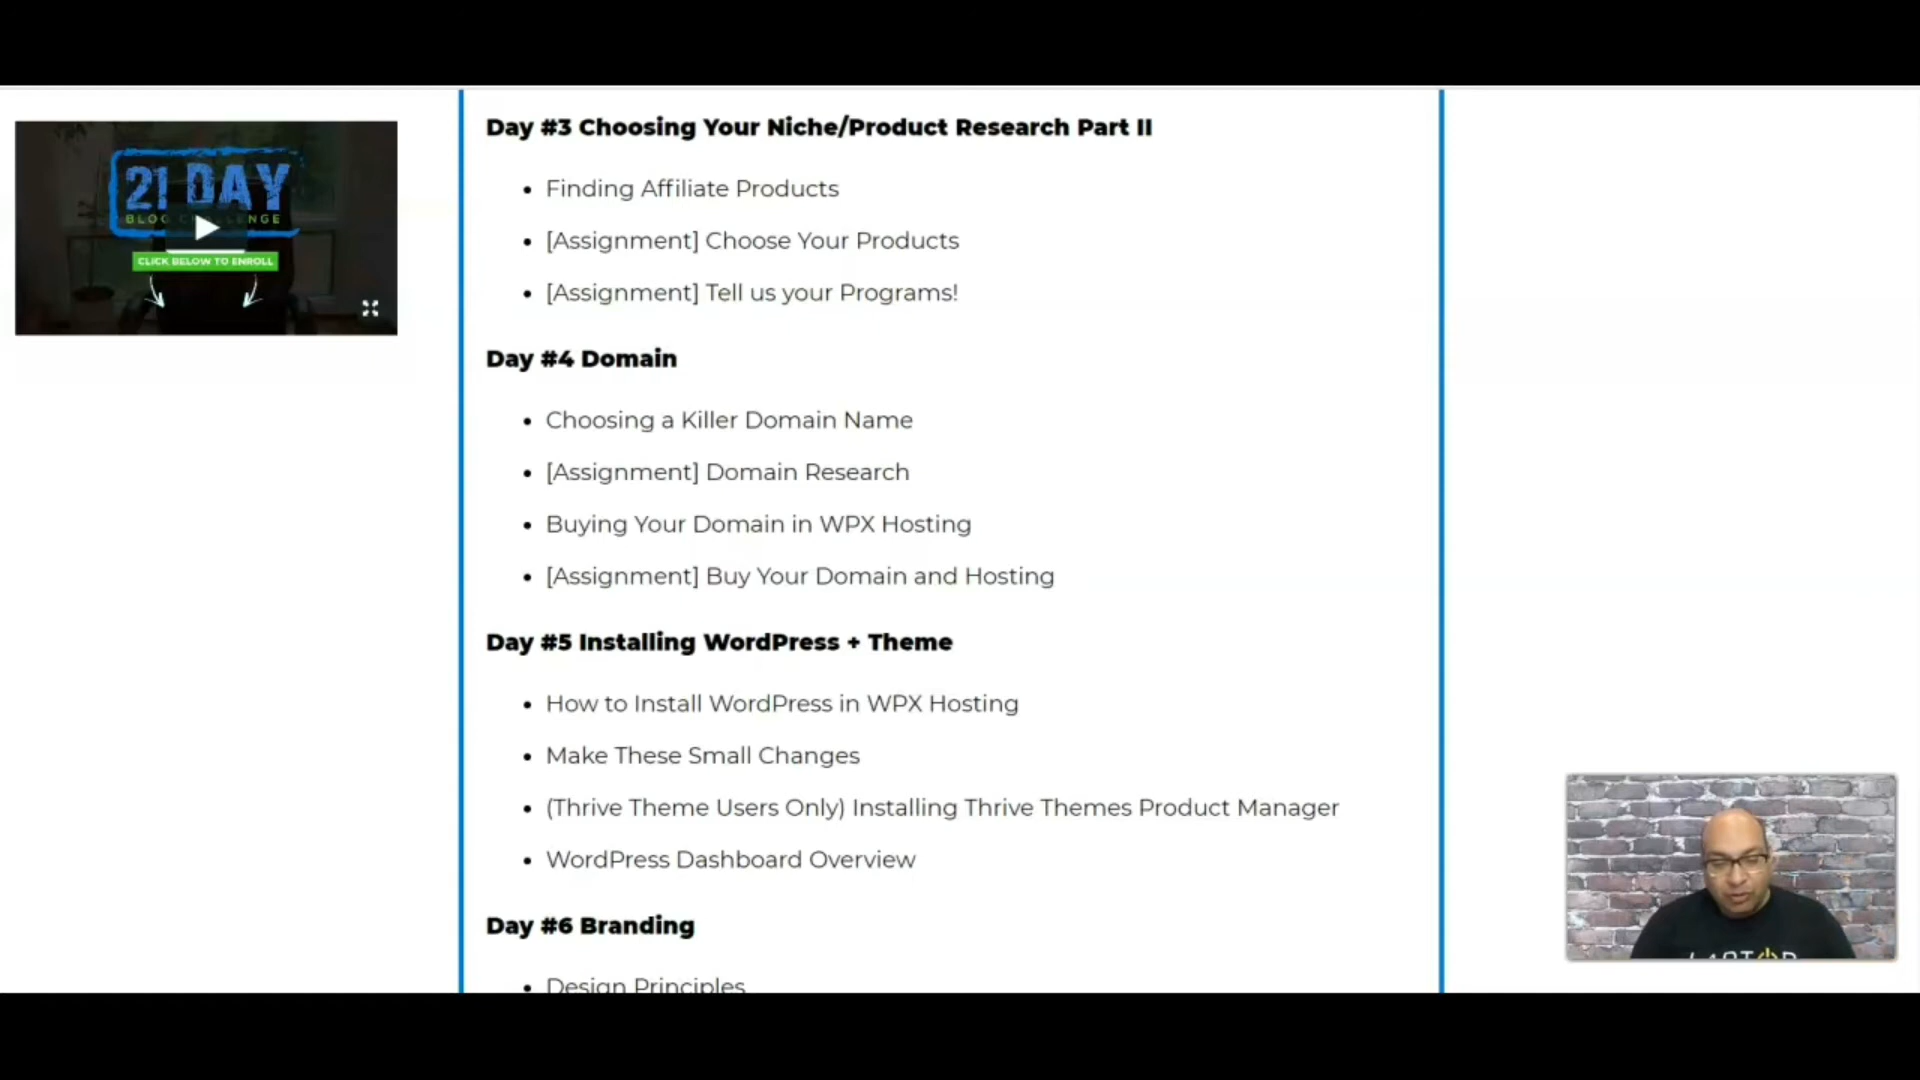 21 DAY
BLOG CHALLENGE
CLICK BELOW TO ENROLL
Day #3 Choosing Your Niche/Product Research Part II
• Finding Affiliate Products
• [Assignment] Choose Your Products
• [Assignment] Tell us your Programs!
Day #4 Domain
• Choosing a Killer Domain Name
• [Assignment] Domain Research
• Buying Your Domain in WPX Hosting
• [Assignment] Buy Your Domain and Hosting
Day #5 Installing WordPress + Theme
• How to Install WordPress in WPX Hosting
• Make These Small Changes
• (Thrive Theme Users Only) Installing Thrive Themes Product Manager
• WordPress Dashboard Overview
Day #6 Branding
• Design Principles